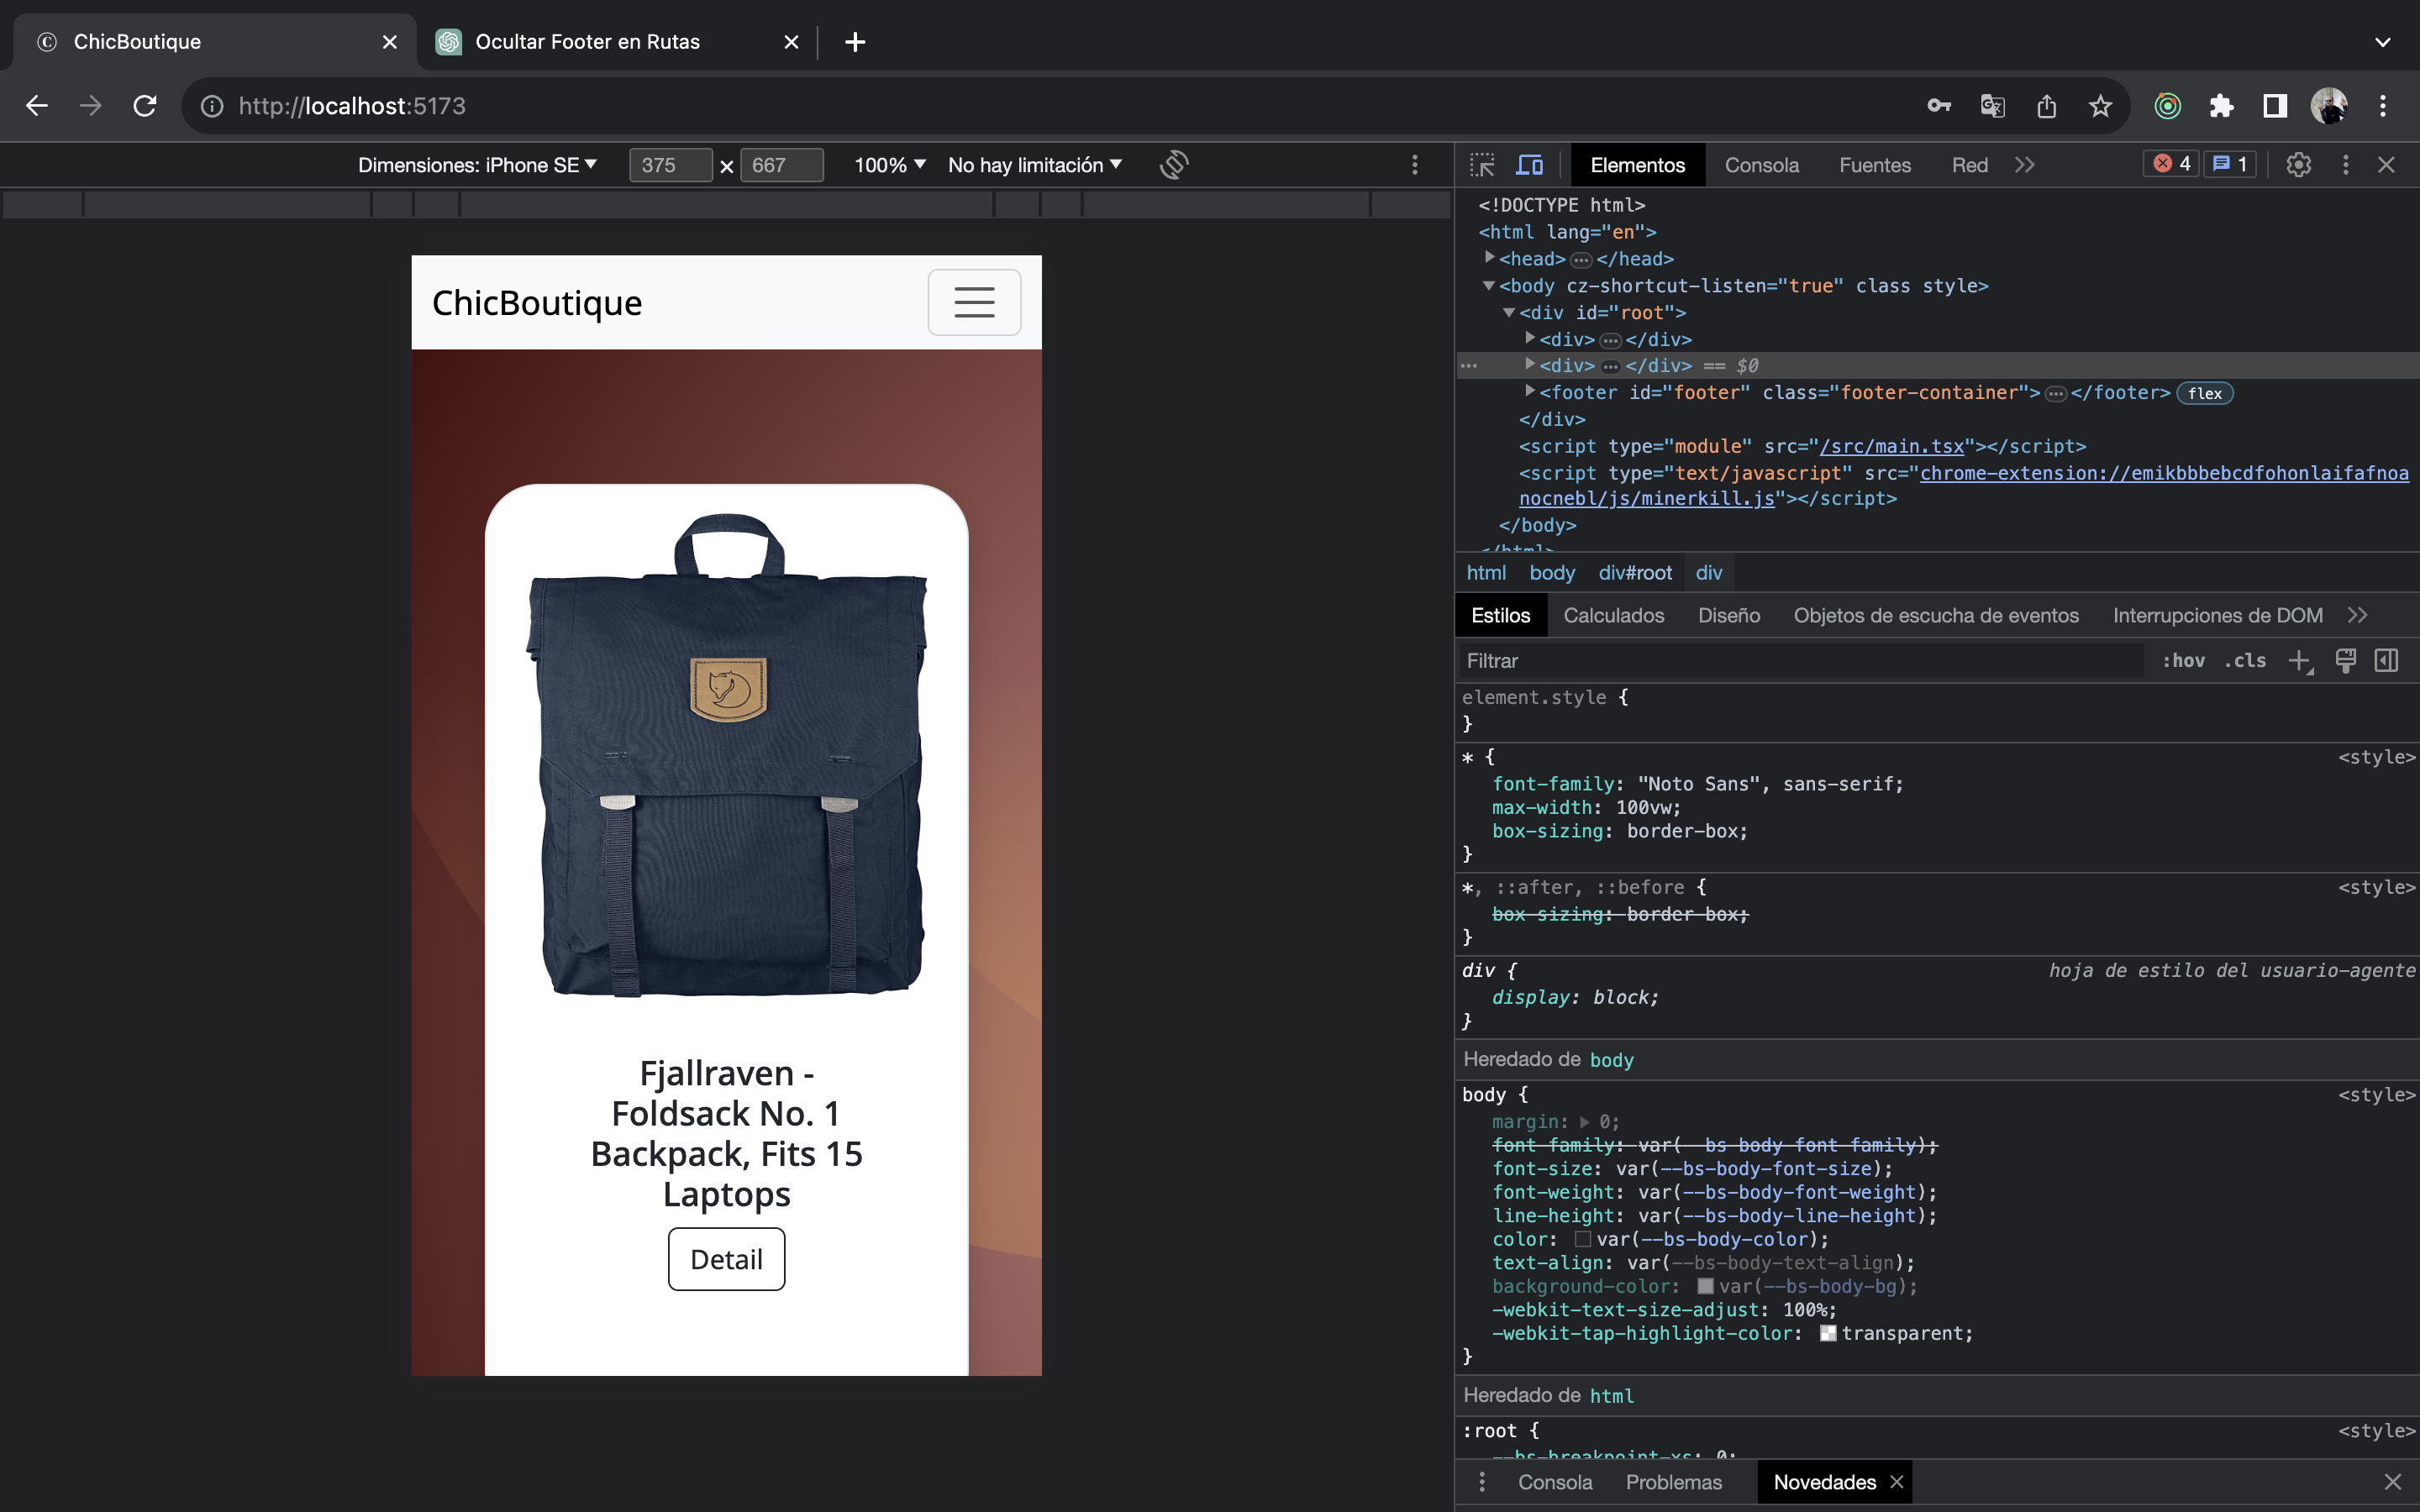 ChicBoutique
Ocultar Footer en Rutas
http://localhost:5173
Dimensiones: iPhone SE
375 × 667
100%
No hay limitación
Elementos
Consola
Fuentes
Red
4
1
ChicBoutique
Fjallraven -
Foldsack No. 1
Backpack, Fits 15
Laptops
Detail
<!DOCTYPE html>
<html lang="en">
<head>…</head>
<body cz-shortcut-listen="true" class style>
<div id="root">
<div>…</div>
<div>…</div> == $0
<footer id="footer" class="footer-container">…</footer> flex
</div>
<script type="module" src="/src/main.tsx"></script>
<script type="text/javascript" src="chrome-extension://emikbbbebcdfohonlaifafnoa
nocnebl/js/minerkill.js"></script>
</body>
</html>
html body div#root div
Estilos
Calculados
Diseño
Objetos de escucha de eventos
Interrupciones de DOM
Filtrar
:hov .cls
element.style {
}
* { <style>
font-family: "Noto Sans", sans-serif;
max-width: 100vw;
box-sizing: border-box;
}
*, ::after, ::before { <style>
box-sizing: border-box;
}
div { hoja de estilo del usuario-agente
display: block;
}
Heredado de body
body { <style>
margin: 0;
font-family: var(--bs-body-font-family);
font-size: var(--bs-body-font-size);
font-weight: var(--bs-body-font-weight);
line-height: var(--bs-body-line-height);
color: var(--bs-body-color);
text-align: var(--bs-body-text-align);
background-color: var(--bs-body-bg);
-webkit-text-size-adjust: 100%;
-webkit-tap-highlight-color: transparent;
}
Heredado de html
:root { <style>
--bs-breakpoint-xs: 0;
Consola
Problemas
Novedades